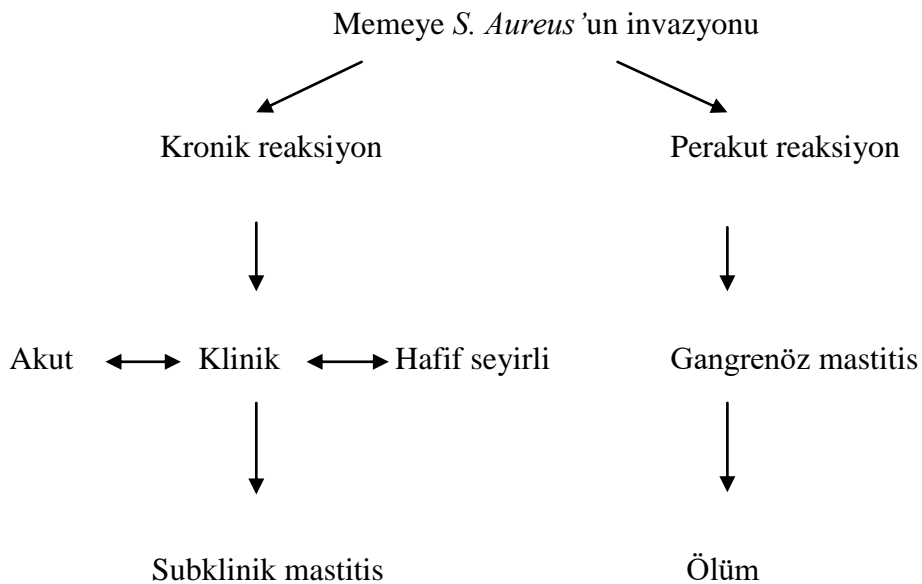 Memeye S. Aureus’un invazyonu
Kronik reaksiyon Perakut reaksiyon
Akut Klinik Hafif seyirli Gangrenöz mastitis
Subklinik mastitis Ölüm